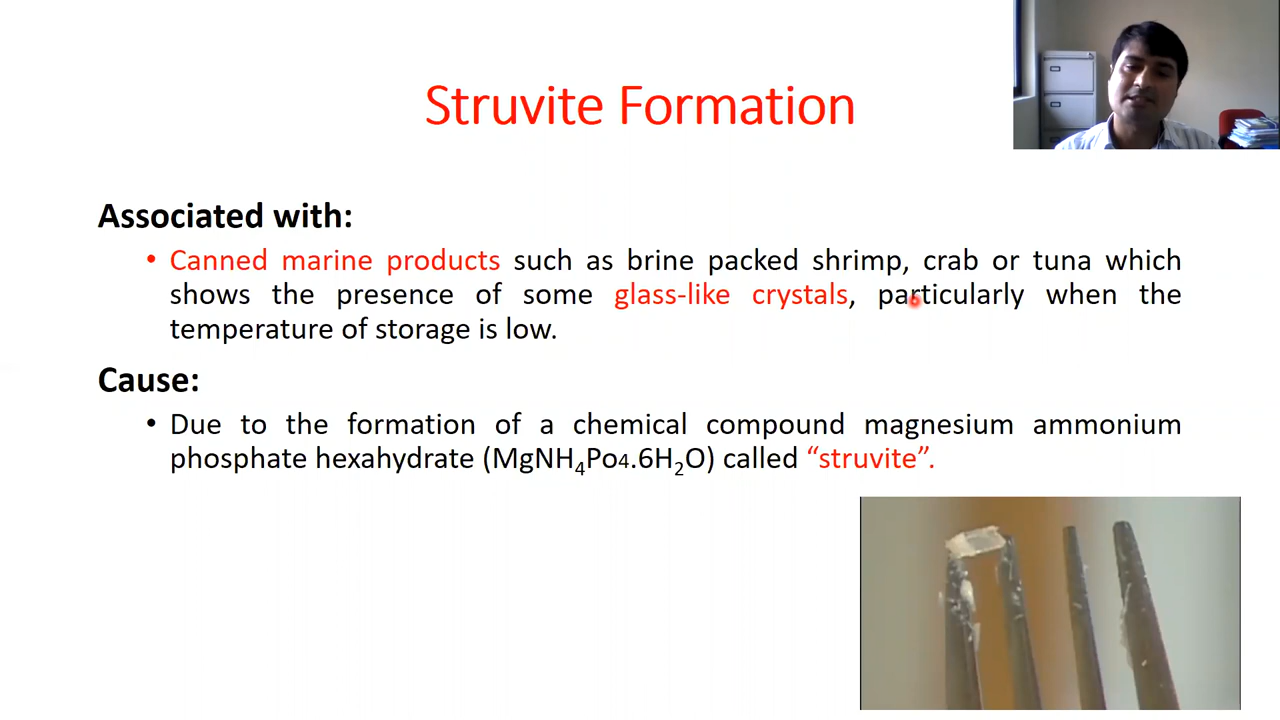 Struvite Formation
Associated with:
• Canned marine products such as brine packed shrimp, crab or tuna which
shows the presence of some glass-like crystals, particularly when the
temperature of storage is low.
Cause:
• Due to the formation of a chemical compound magnesium ammonium
phosphate hexahydrate (MgNH₄Po4.6H₂O) called “struvite”.